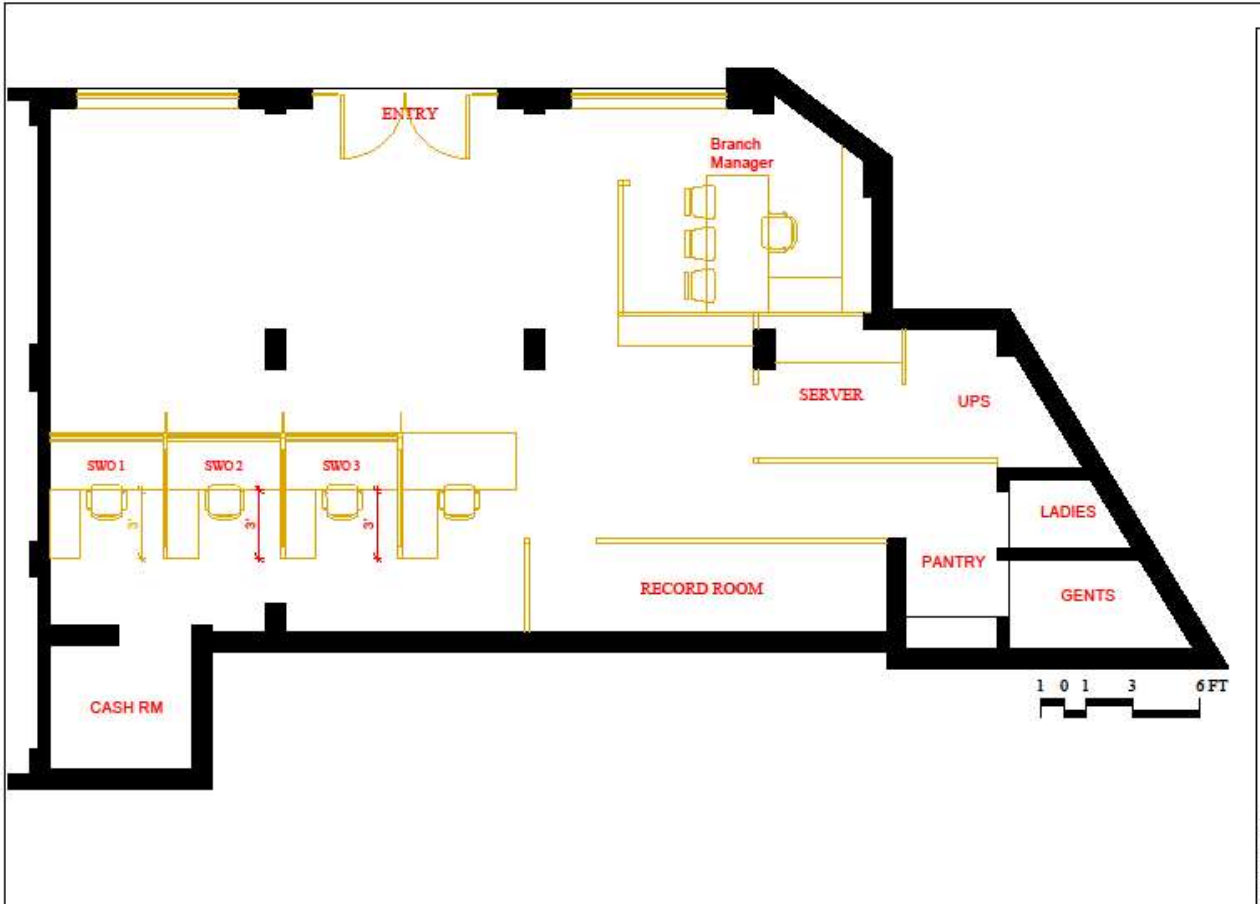 ENTRY
Branch
Manager
SERVER
UPS
SWO 1
SWO 2
SWO 3
3'
3'
3'
LADIES
PANTRY
RECORD ROOM
GENTS
1 0 1 3 6 FT
CASH RM